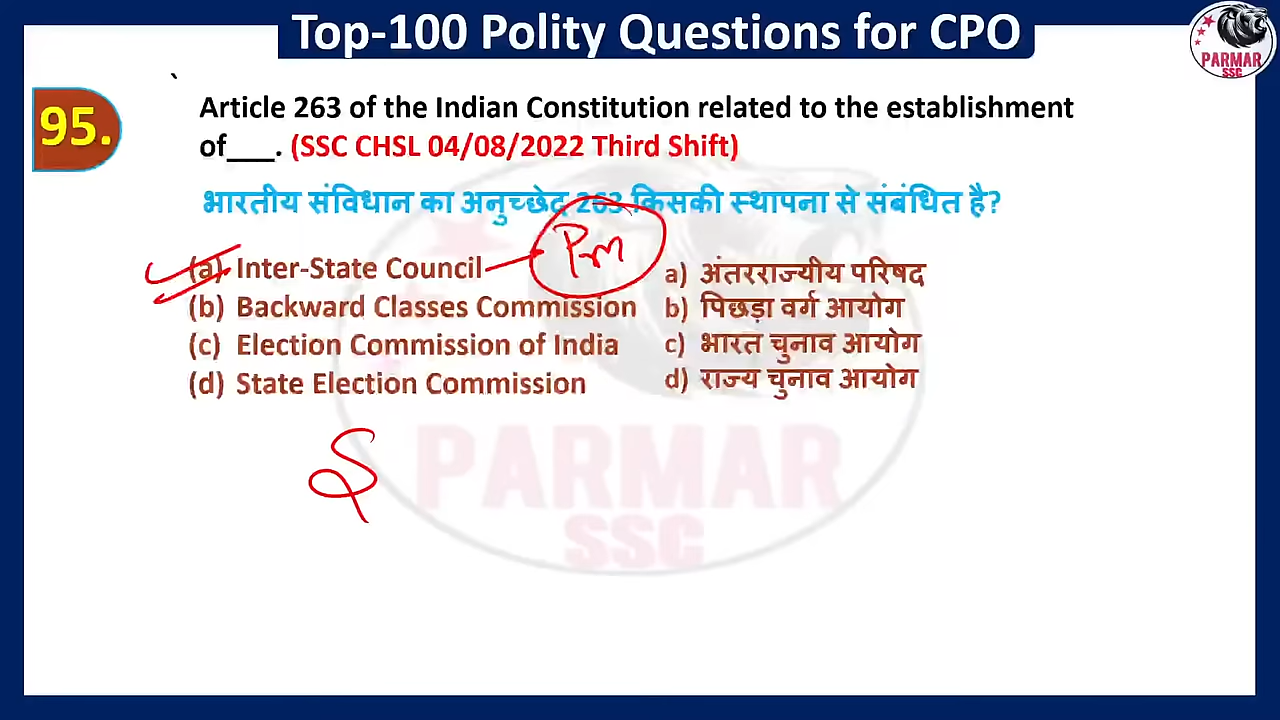 Top-100 Polity Questions for CPO
PARMAR
SSC
95.
Article 263 of the Indian Constitution related to the establishment
of___. (SSC CHSL 04/08/2022 Third Shift)
भारतीय संविधान का अनुच्छेद 263 किसकी स्थापना से संबंधित है?
(a) Inter-State Council
Pm
(b) Backward Classes Commission
(c) Election Commission of India
(d) State Election Commission
a) अंतरराज्यीय परिषद
b) पिछड़ा वर्ग आयोग
c) भारत चुनाव आयोग
d) राज्य चुनाव आयोग
PARMAR
SSC